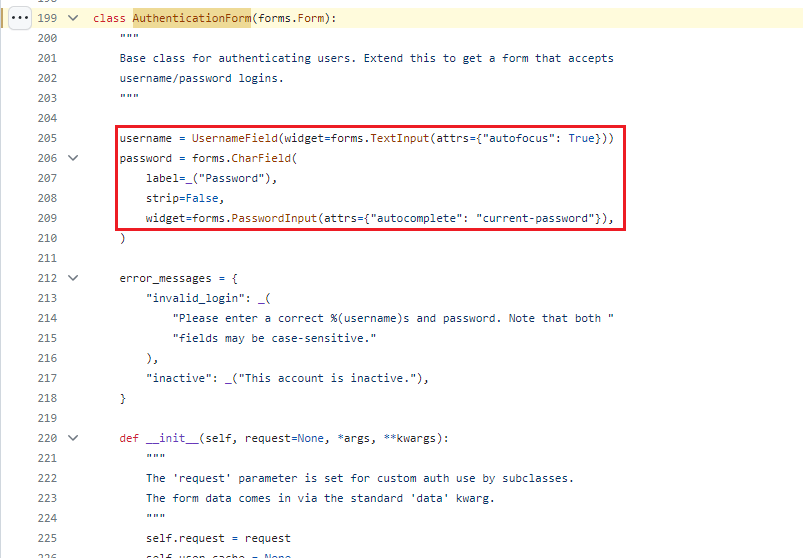 199 class AuthenticationForm(forms.Form):
200 """
201 Base class for authenticating users. Extend this to get a form that accepts
202 username/password logins.
203 """
204
205 username = UsernameField(widget=forms.TextInput(attrs={"autofocus": True}))
206 password = forms.CharField(
207 label=_("Password"),
208 strip=False,
209 widget=forms.PasswordInput(attrs={"autocomplete": "current-password"}),
210 )
211
212 error_messages = {
213 "invalid_login": _(
214 "Please enter a correct %(username)s and password. Note that both "
215 "fields may be case-sensitive."
216 ),
217 "inactive": _("This account is inactive."),
218 }
219
220 def __init__(self, request=None, *args, **kwargs):
221 """
222 The 'request' parameter is set for custom auth use by subclasses.
223 The form data comes in via the standard 'data' kwarg.
224 """
225 self.request = request
226 self.user_cache = None